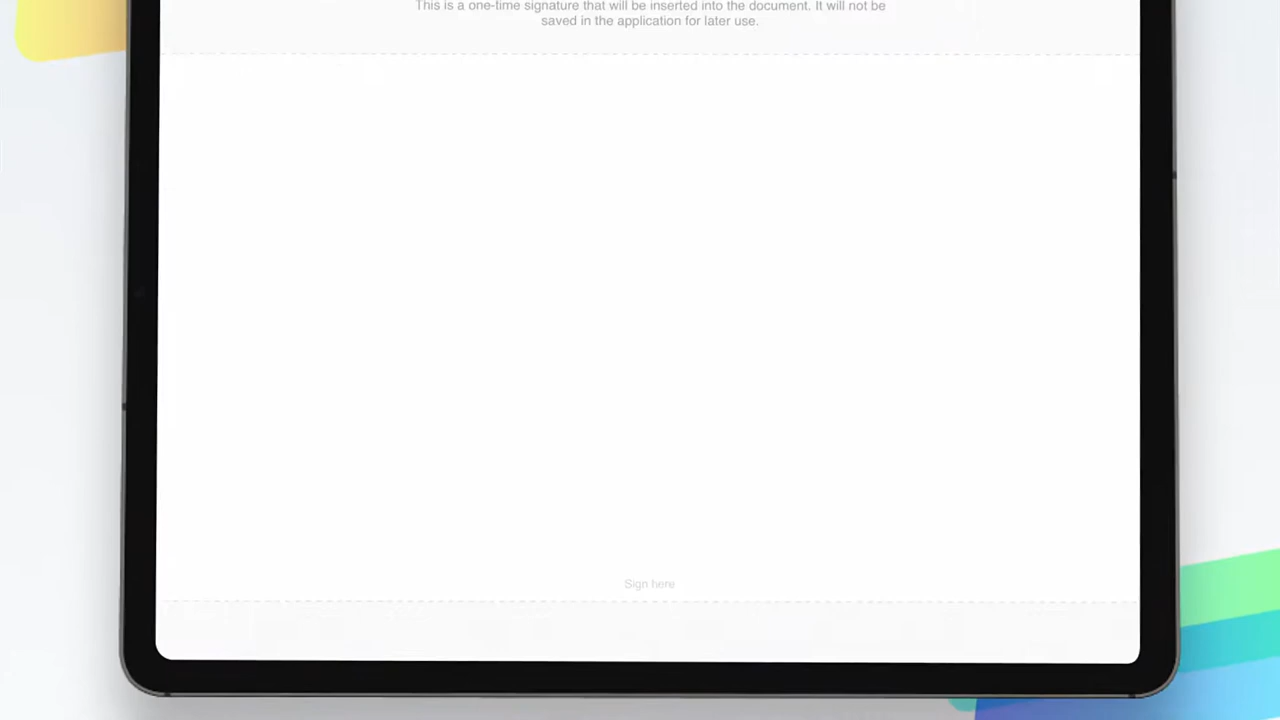 This is a one-time signature that will be inserted into the document. It will not be
saved in the application for later use.
Sign here